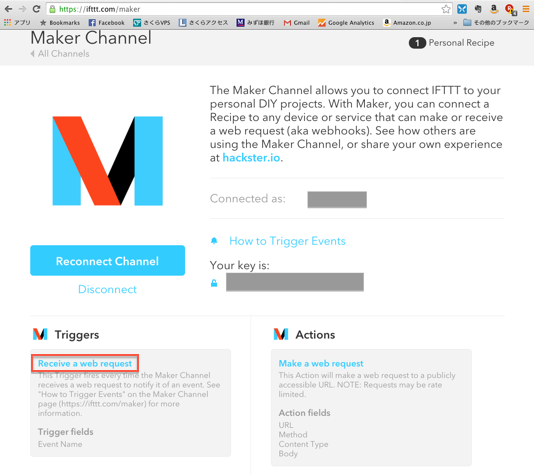 https://ifttt.com/maker
アプリ Bookmarks Facebook さくらVPS さくらアクセス みずほ銀行 Gmail Google Analytics Amazon.co.jp » その他のブックマーク
Maker Channel
All Channels
1 Personal Recipe
The Maker Channel allows you to connect IFTTT to your
personal DIY projects. With Maker, you can connect a
Recipe to any device or service that can make or receive
a web request (aka webhooks). See how others are
using the Maker Channel, or share your own experience
at hackster.io.
Connected as:
Reconnect Channel
Disconnect
How to Trigger Events
Your key is:
Triggers
Receive a web request
This Trigger fires every time the Maker Channel
receives a web request to notify it of an event. See
"How to Trigger Events" on the Maker Channel
page (https://ifttt.com/maker) for more
information.
Trigger fields
Event Name
Actions
Make a web request
This Action will make a web request to a publicly
accessible URL. NOTE: Requests may be rate
limited.
Action fields
URL
Method
Content Type
Body